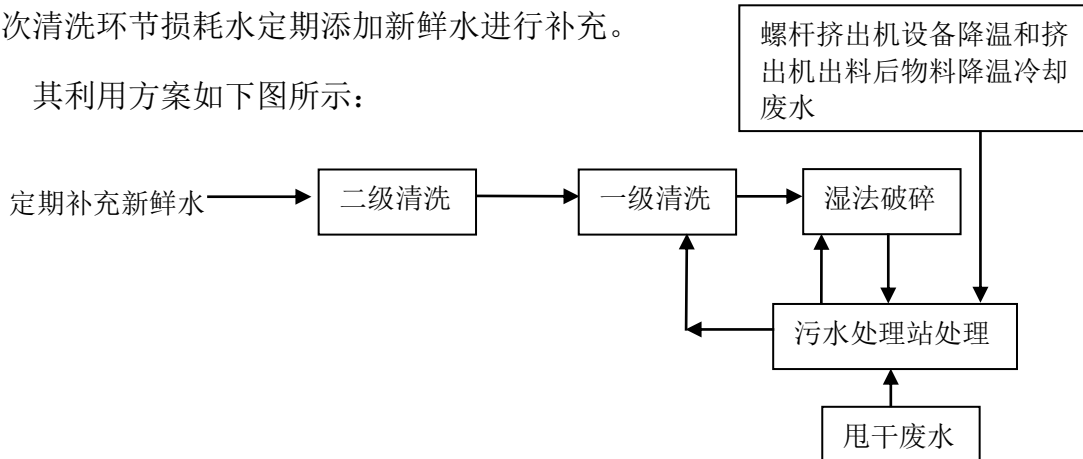 次清洗环节损耗水定期添加新鲜水进行补充。
其利用方案如下图所示：
螺杆挤出机设备降温和挤
出机出料后物料降温冷却
废水
定期补充新鲜水
二级清洗
一级清洗
湿法破碎
污水处理站处理
甩干废水